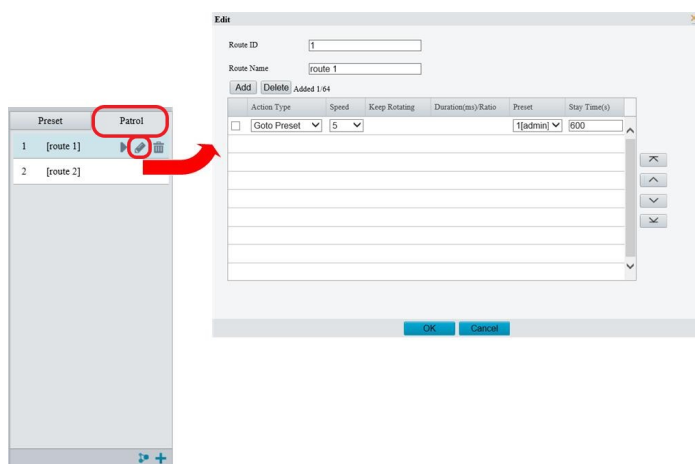 Edit
Route ID 1
Route Name route 1
Add Delete Added 1/64
Action Type Speed Keep Rotating Duration(ms)/Ratio Preset Stay Time(s)
Goto Preset 5 1[admin] 600
OK Cancel
Preset Patrol
1 [route 1]
2 [route 2]